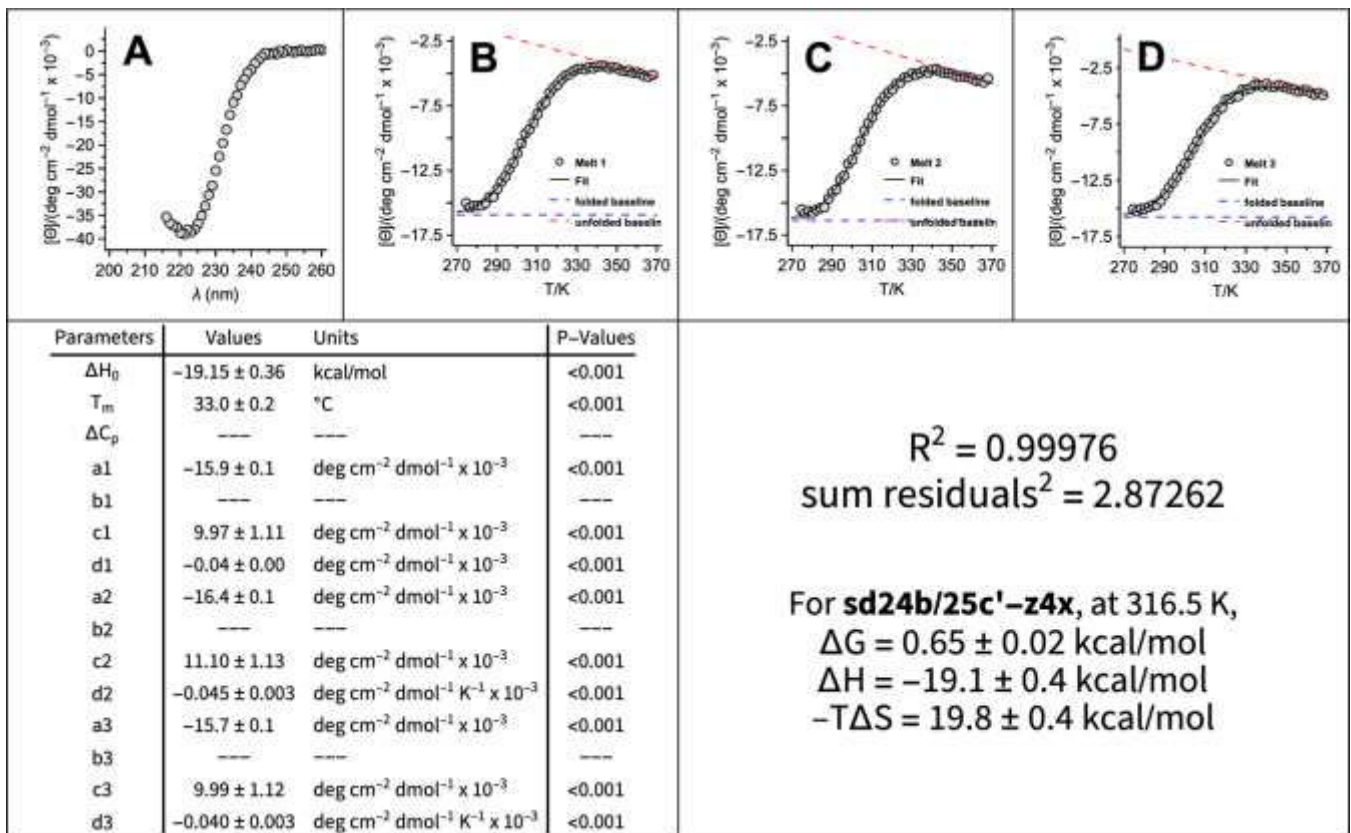 A
[Θ]/(deg cm⁻² dmol⁻¹ x 10⁻³)
0
−5
−10
−15
−20
−25
−30
−35
−40
200 210 220 230 240 250 260
λ (nm)
B
[Θ]/(deg cm⁻² dmol⁻¹ x 10⁻³)
−2.5
−7.5
−12.5
−17.5
Melt 1
Fit
folded baseline
unfolded baselin
270 290 310 330 350 370
T/K
C
[Θ]/(deg cm⁻² dmol⁻¹ x 10⁻³)
−2.5
−7.5
−12.5
−17.5
Melt 2
Fit
folded baseline
unfolded baselin
270 290 310 330 350 370
T/K
D
[Θ]/(deg cm⁻² dmol⁻¹ x 10⁻³)
−2.5
−7.5
−12.5
−17.5
Melt 3
Fit
folded baseline
unfolded baselin
270 290 310 330 350 370
T/K
Parameters Values Units P−Values
ΔH₀ −19.15 ± 0.36 kcal/mol <0.001
Tₘ 33.0 ± 0.2 °C <0.001
ΔCₚ −−− −−− −−−
a1 −15.9 ± 0.1 deg cm⁻² dmol⁻¹ x 10⁻³ <0.001
b1 −−− −−− −−−
c1 9.97 ± 1.11 deg cm⁻² dmol⁻¹ x 10⁻³ <0.001
d1 −0.04 ± 0.00 deg cm⁻² dmol⁻¹ x 10⁻³ <0.001
a2 −16.4 ± 0.1 deg cm⁻² dmol⁻¹ x 10⁻³ <0.001
b2 −−− −−− −−−
c2 11.10 ± 1.13 deg cm⁻² dmol⁻¹ x 10⁻³ <0.001
d2 −0.045 ± 0.003 deg cm⁻² dmol⁻¹ K⁻¹ x 10⁻³ <0.001
a3 −15.7 ± 0.1 deg cm⁻² dmol⁻¹ x 10⁻³ <0.001
b3 −−− −−− −−−
c3 9.99 ± 1.12 deg cm⁻² dmol⁻¹ x 10⁻³ <0.001
d3 −0.040 ± 0.003 deg cm⁻² dmol⁻¹ K⁻¹ x 10⁻³ <0.001
R² = 0.99976
sum residuals² = 2.87262
For sd24b/25c'−z4x, at 316.5 K,
ΔG = 0.65 ± 0.02 kcal/mol
ΔH = −19.1 ± 0.4 kcal/mol
−TΔS = 19.8 ± 0.4 kcal/mol